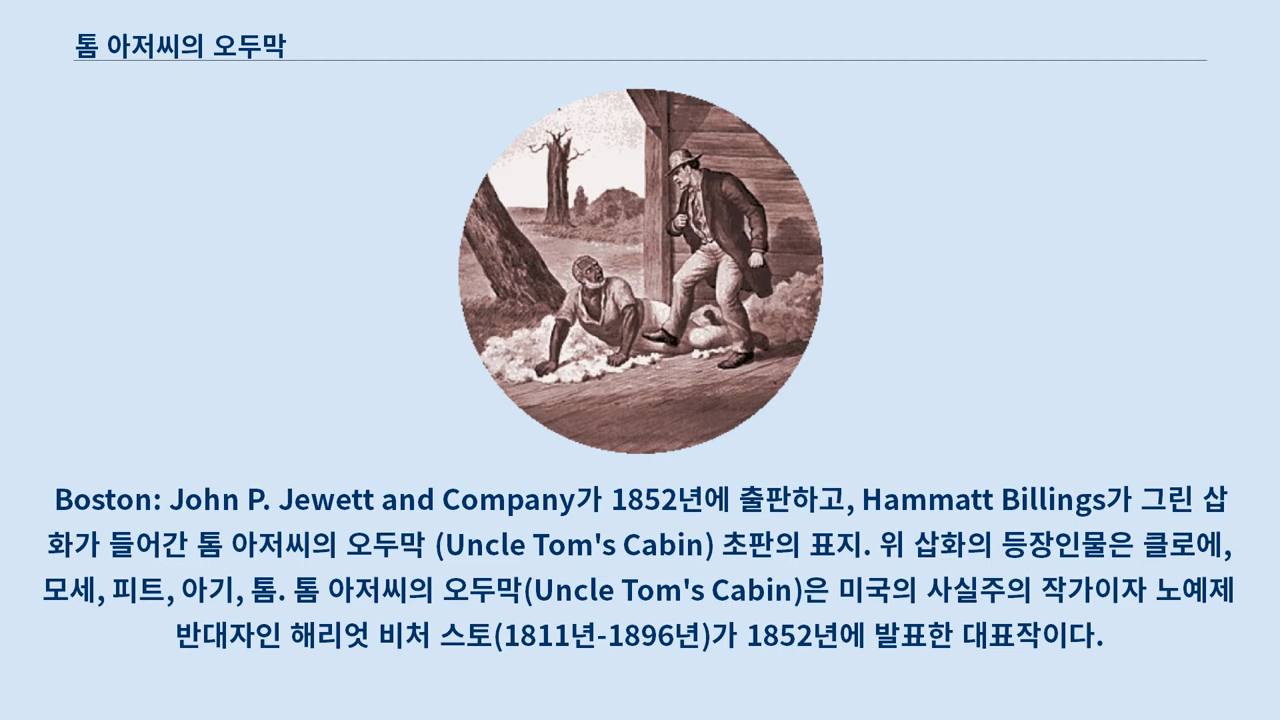 톰 아저씨의 오두막
Boston: John P. Jewett and Company가 1852년에 출판하고, Hammatt Billings가 그린 삽
화가 들어간 톰 아저씨의 오두막 (Uncle Tom's Cabin) 초판의 표지. 위 삽화의 등장인물은 클로에,
모세, 피트, 아기, 톰. 톰 아저씨의 오두막(Uncle Tom's Cabin)은 미국의 사실주의 작가이자 노예제
반대자인 해리엇 비처 스토(1811년-1896년)가 1852년에 발표한 대표작이다.